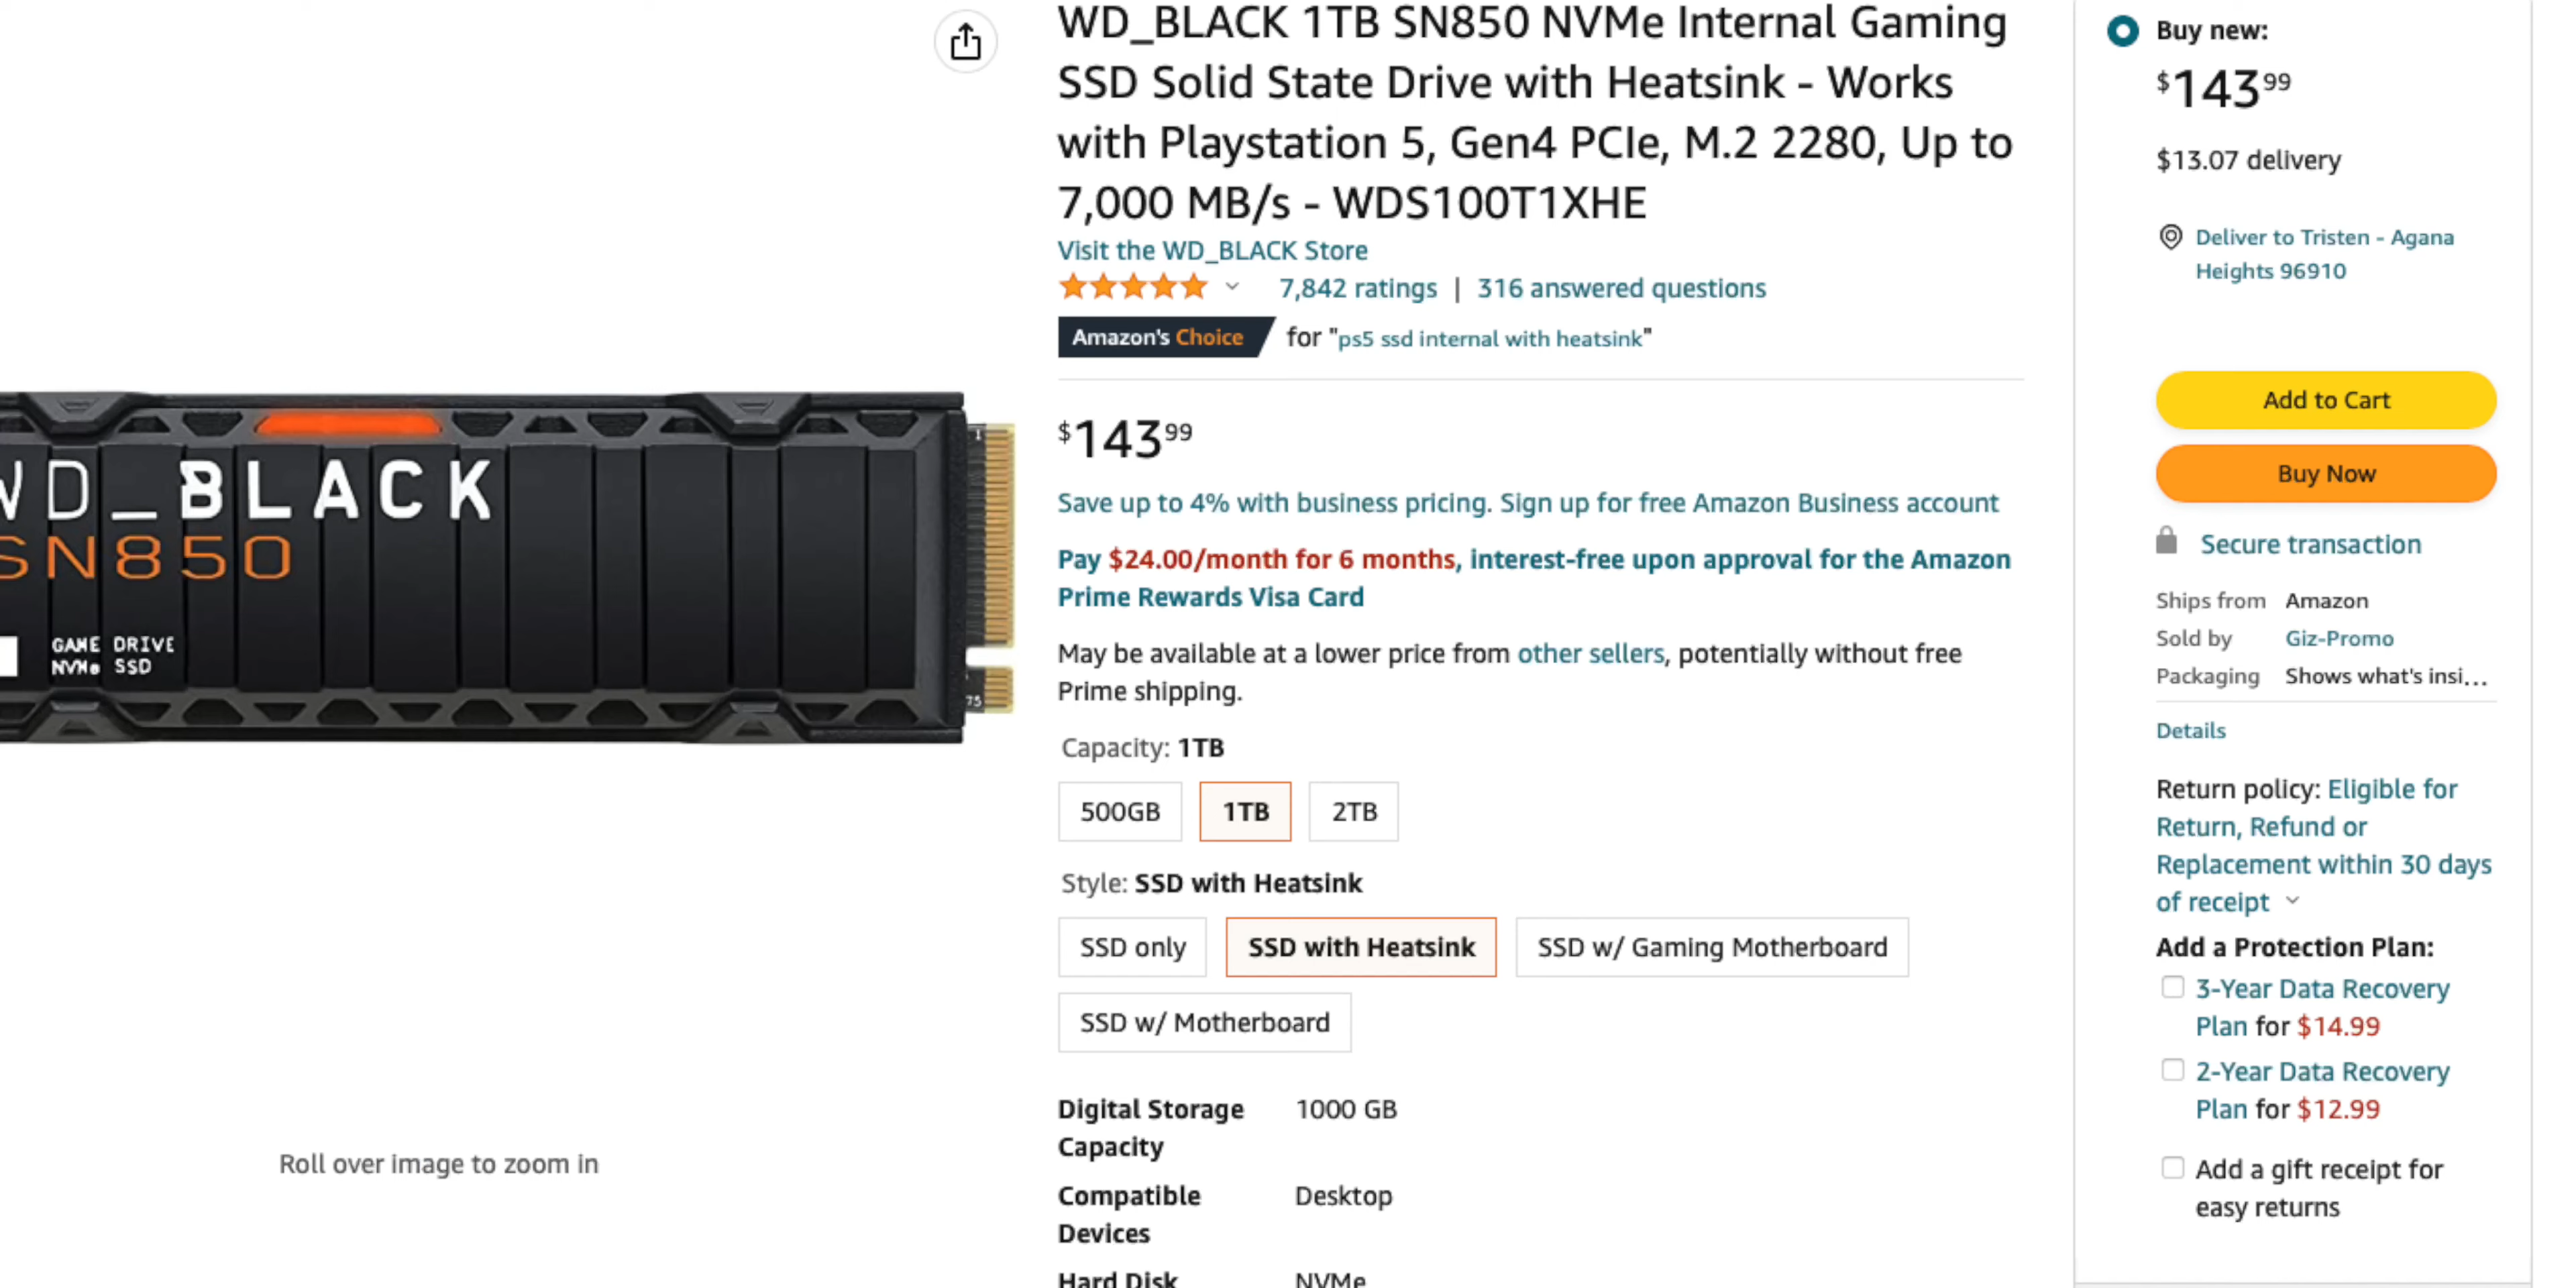 WD_BLACK 1TB SN850 NVMe Internal Gaming
SSD Solid State Drive with Heatsink - Works
with Playstation 5, Gen4 PCIe, M.2 2280, Up to
7,000 MB/s - WDS100T1XHE
Visit the WD_BLACK Store
7,842 ratings | 316 answered questions
Amazon's Choice for "ps5 ssd internal with heatsink"
$143.99
Save up to 4% with business pricing. Sign up for free Amazon Business account
Pay $24.00/month for 6 months, interest-free upon approval for the Amazon
Prime Rewards Visa Card
May be available at a lower price from other sellers, potentially without free
Prime shipping.
Capacity: 1TB
500GB 1TB 2TB
Style: SSD with Heatsink
SSD only SSD with Heatsink SSD w/ Gaming Motherboard
SSD w/ Motherboard
Digital Storage 1000 GB
Capacity
Compatible Desktop
Devices
Hard Disk NVMe
WD_BLACK
SN850
GAME DRIVE
NVMe SSD
1
75
Roll over image to zoom in
Buy new:
$143.99
$13.07 delivery
Deliver to Tristen - Agana
Heights 96910
Add to Cart
Buy Now
Secure transaction
Ships from Amazon
Sold by Giz-Promo
Packaging Shows what's insi...
Details
Return policy: Eligible for
Return, Refund or
Replacement within 30 days
of receipt
Add a Protection Plan:
3-Year Data Recovery
Plan for $14.99
2-Year Data Recovery
Plan for $12.99
Add a gift receipt for
easy returns